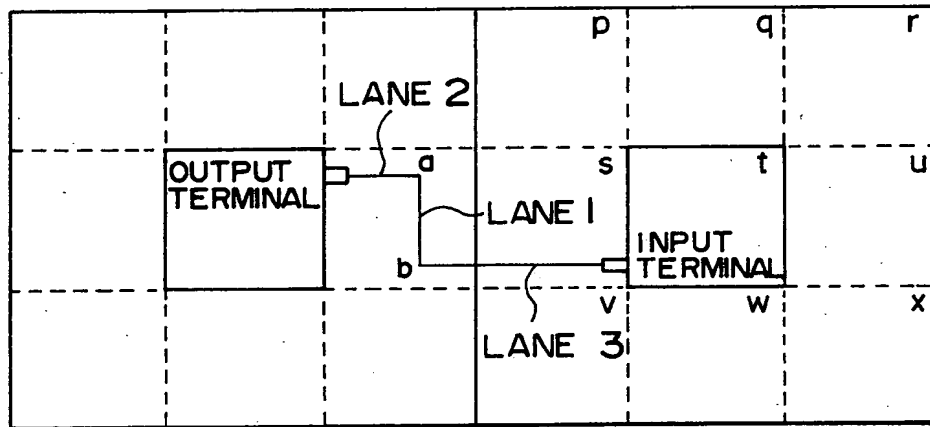 p q r
LANE 2
OUTPUT
TERMINAL
a s t u
LANE 1
b
INPUT
TERMINAL
v w x
LANE 3